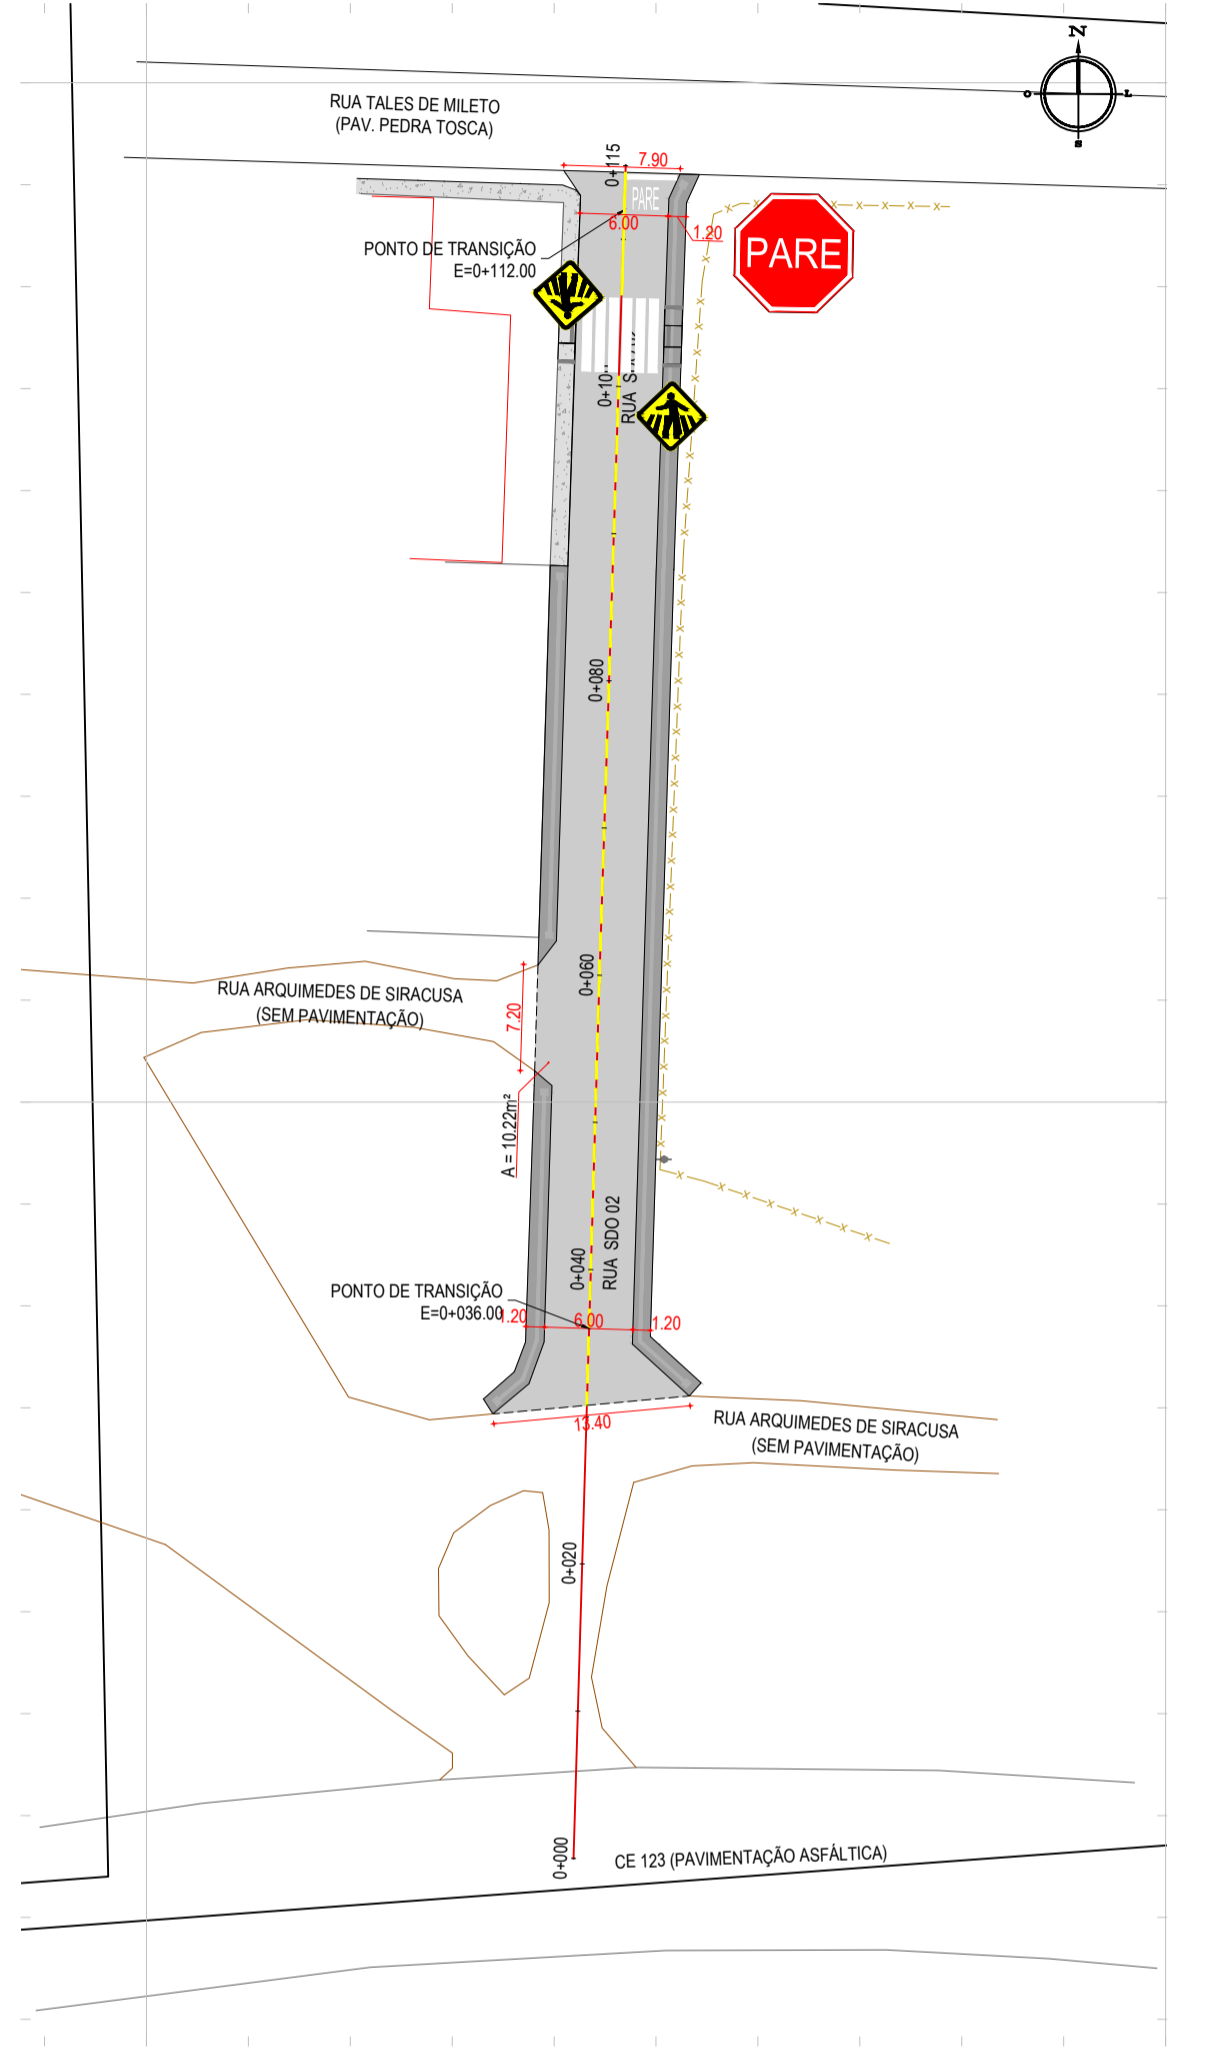 N
O
L
S
RUA TALES DE MILETO
(PAV. PEDRA TOSCA)
0+115
7.90
PARE
6.00
1.20
PARE
PONTO DE TRANSIÇÃO
E=0+112.00
0+10
RUA
0+080
0+060
RUA ARQUIMEDES DE SIRACUSA
(SEM PAVIMENTAÇÃO)
7.20
A = 10.22m²
RUA SDO 02
0+040
PONTO DE TRANSIÇÃO
E=0+036.00
1.20
6.00
1.20
13.40
RUA ARQUIMEDES DE SIRACUSA
(SEM PAVIMENTAÇÃO)
0+020
0+000
CE 123 (PAVIMENTAÇÃO ASFÁLTICA)